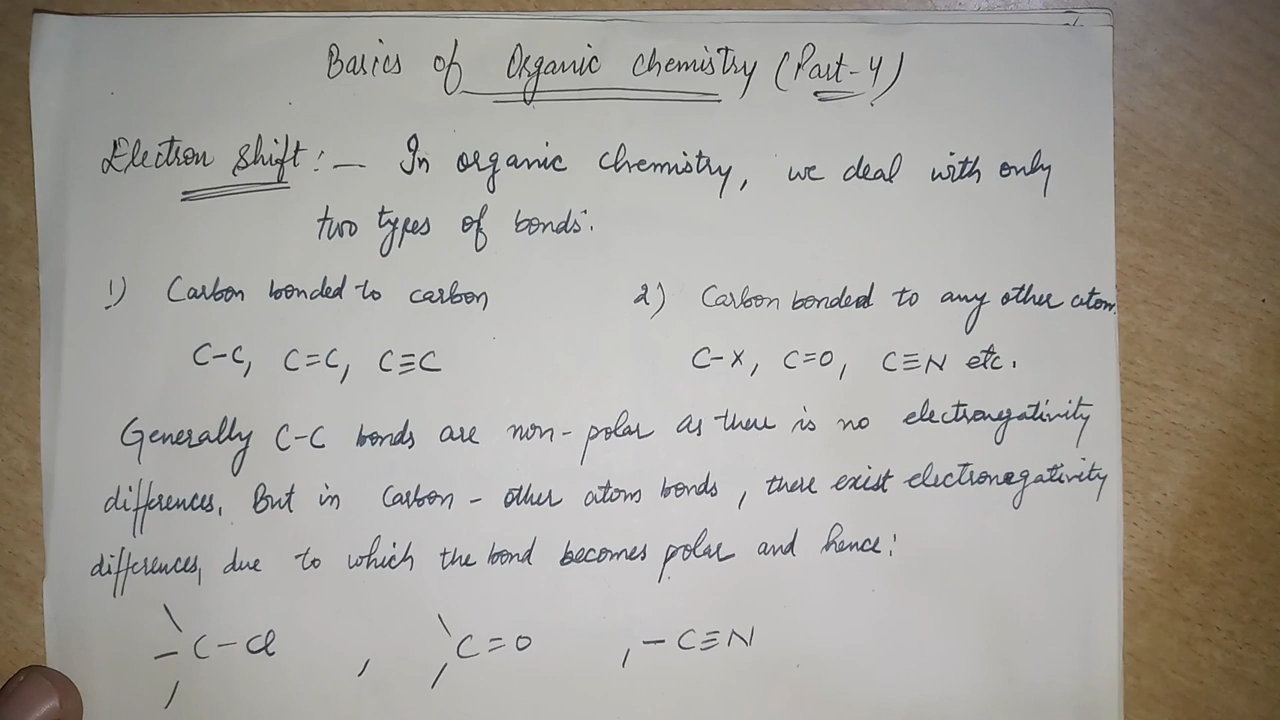 Basics of Organic chemistry (Part-4)
Electron shift:— In organic chemistry, we deal with only
two types of bonds:
1) Carbon bonded to carbon
2) Carbon bonded to any other atom.
C-C, C=C, C≡C
C-X, C=O, C≡N etc.
Generally C-C bonds are non-polar as there is no electronegativity
differences. But in Carbon - other atoms bonds, there exist electronegativity
differences, due to which the bond becomes polar and hence:
-C-Cl, C=O, -C≡N